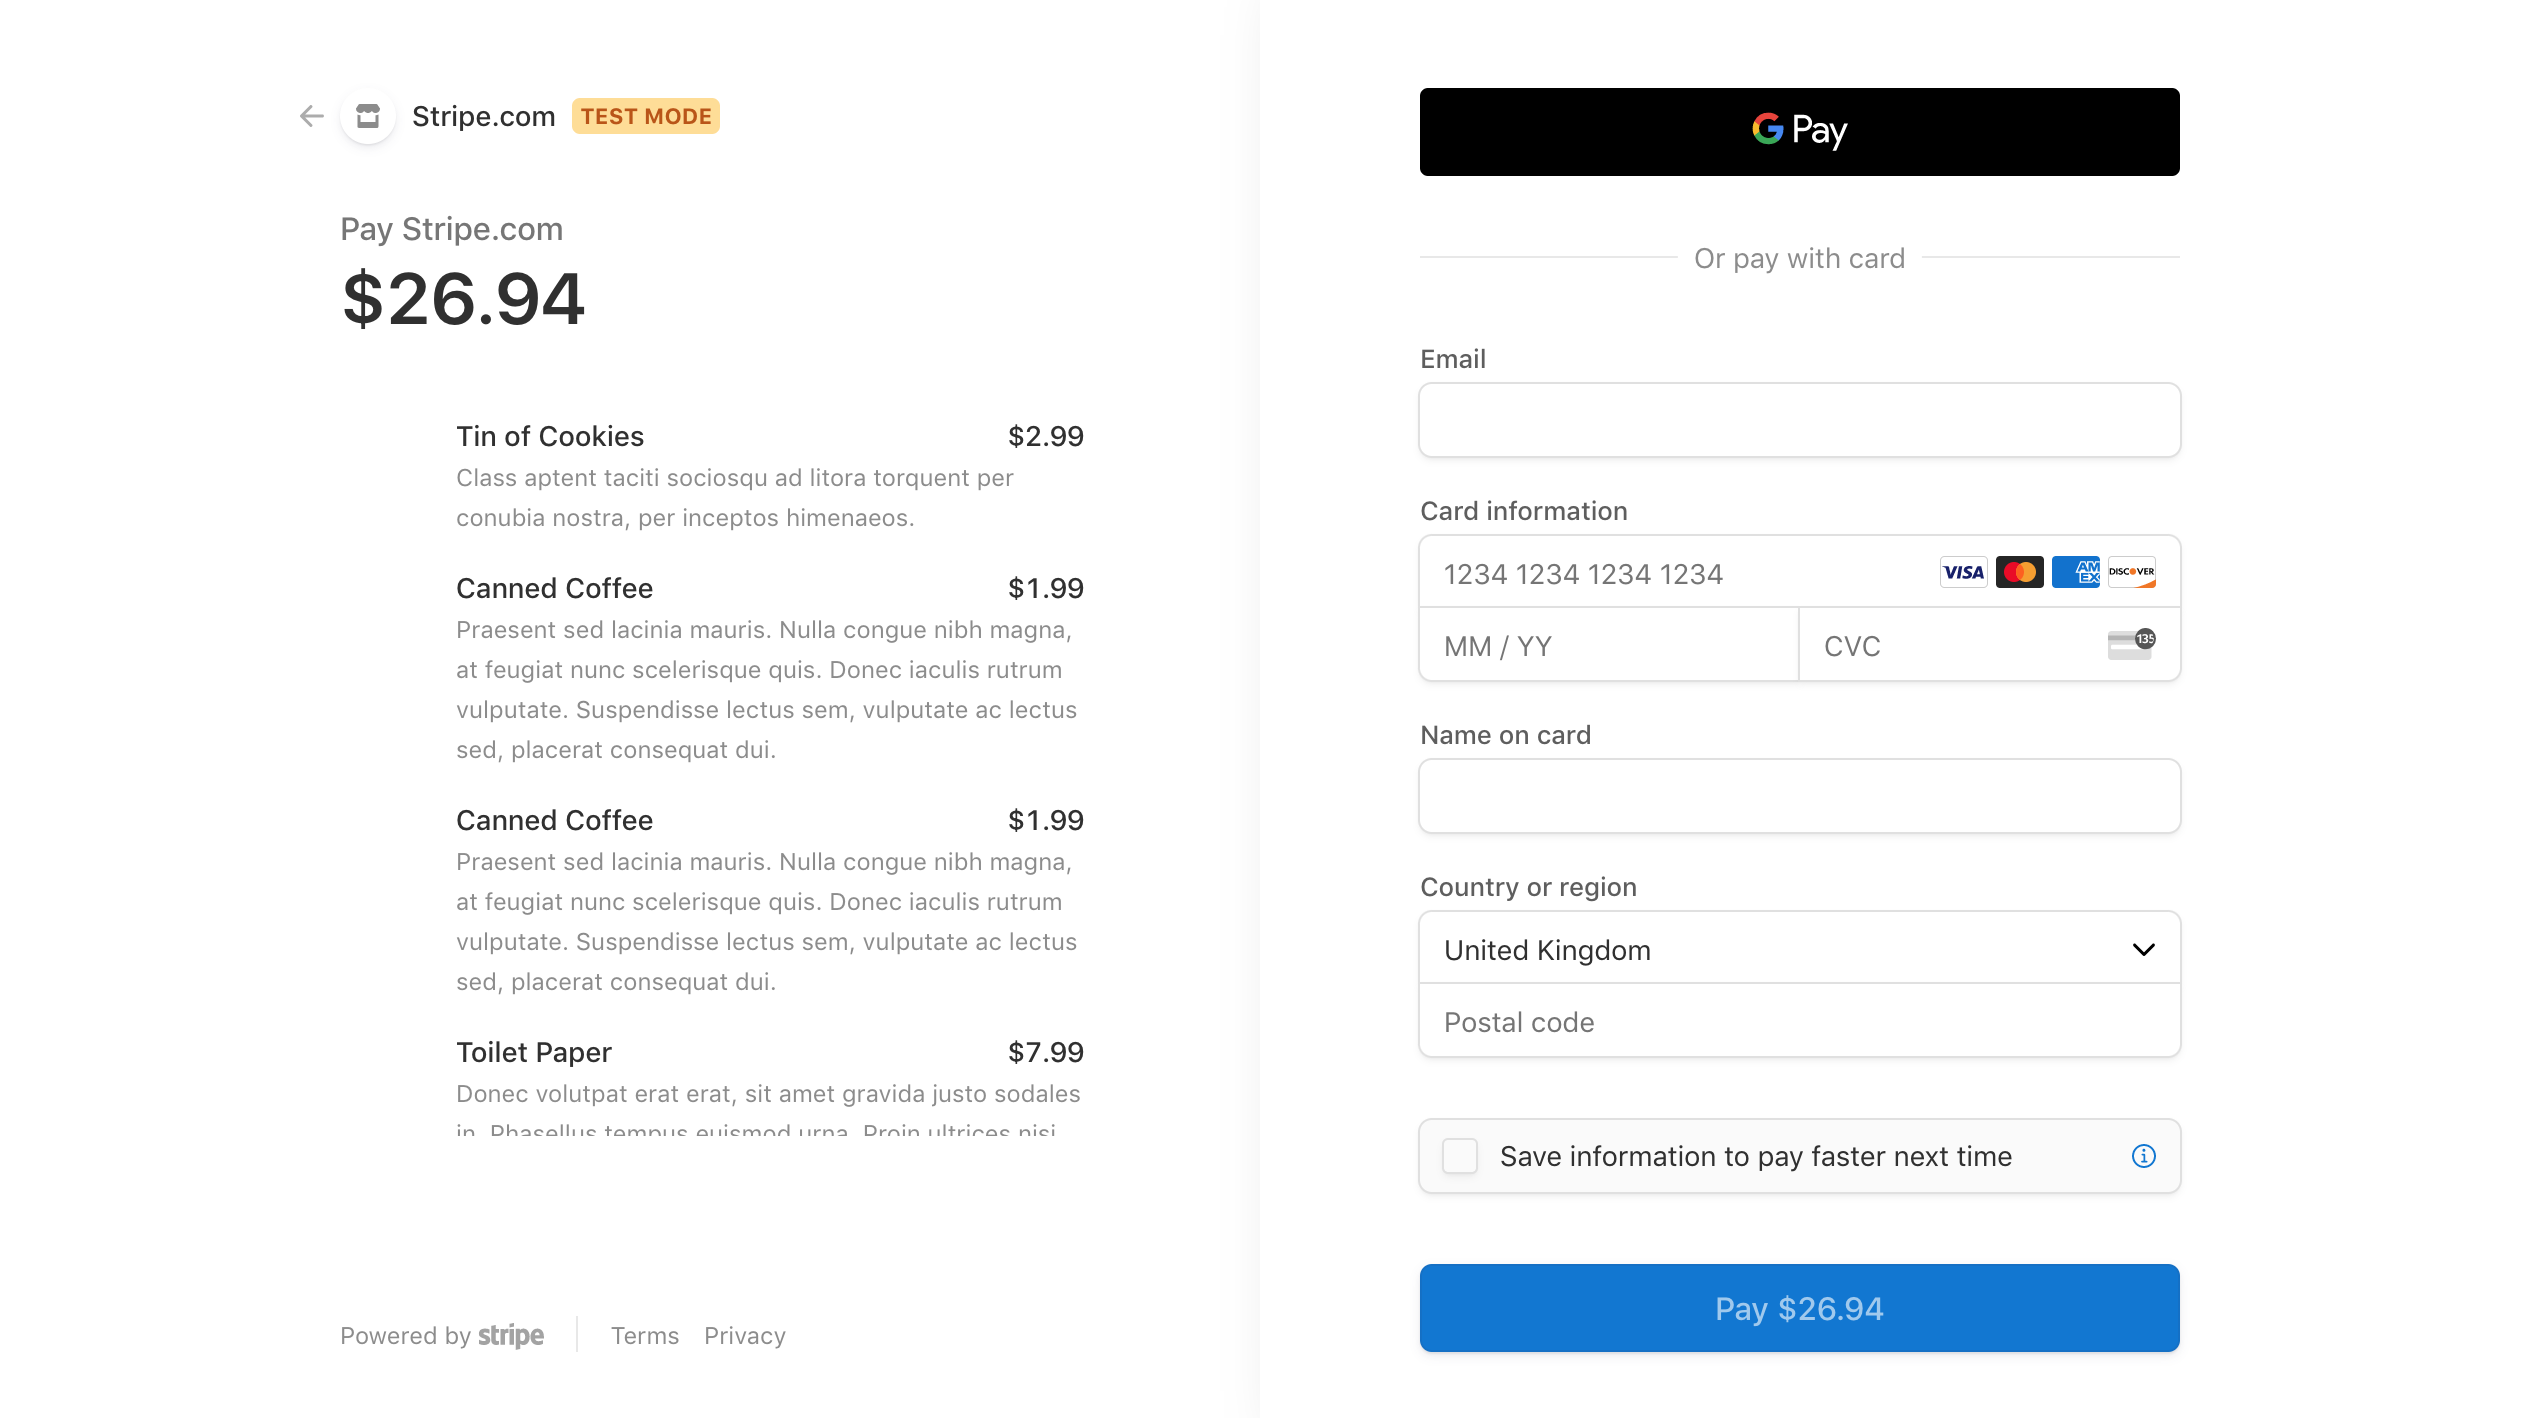 Stripe.com TEST MODE
Pay Stripe.com
$26.94
Tin of Cookies $2.99
Class aptent taciti sociosqu ad litora torquent per
conubia nostra, per inceptos himenaeos.
Canned Coffee $1.99
Praesent sed lacinia mauris. Nulla congue nibh magna,
at feugiat nunc scelerisque quis. Donec iaculis rutrum
vulputate. Suspendisse lectus sem, vulputate ac lectus
sed, placerat consequat dui.
Canned Coffee $1.99
Praesent sed lacinia mauris. Nulla congue nibh magna,
at feugiat nunc scelerisque quis. Donec iaculis rutrum
vulputate. Suspendisse lectus sem, vulputate ac lectus
sed, placerat consequat dui.
Toilet Paper $7.99
Donec volutpat erat erat, sit amet gravida justo sodales
in. Phasellus tempus euismod urna. Proin ultrices nisi
Powered by stripe Terms Privacy
G Pay
Or pay with card
Email
Card information
1234 1234 1234 1234 VISA AMEX DISCOVER
MM / YY CVC 135
Name on card
Country or region
United Kingdom
Postal code
Save information to pay faster next time
Pay $26.94